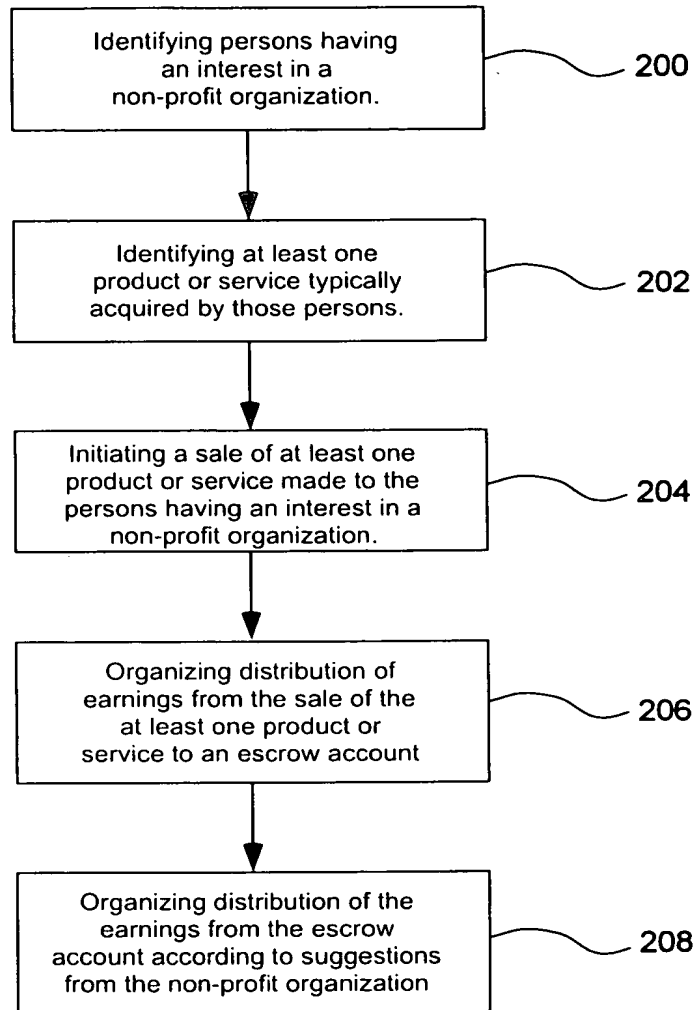 Identifying persons having
an interest in a
non-profit organization.
200
Identifying at least one
product or service typically
acquired by those persons.
202
Initiating a sale of at least one
product or service made to the
persons having an interest in a
non-profit organization.
204
Organizing distribution of
earnings from the sale of the
at least one product or
service to an escrow account
206
Organizing distribution of the
earnings from the escrow
account according to suggestions
from the non-profit organization
208